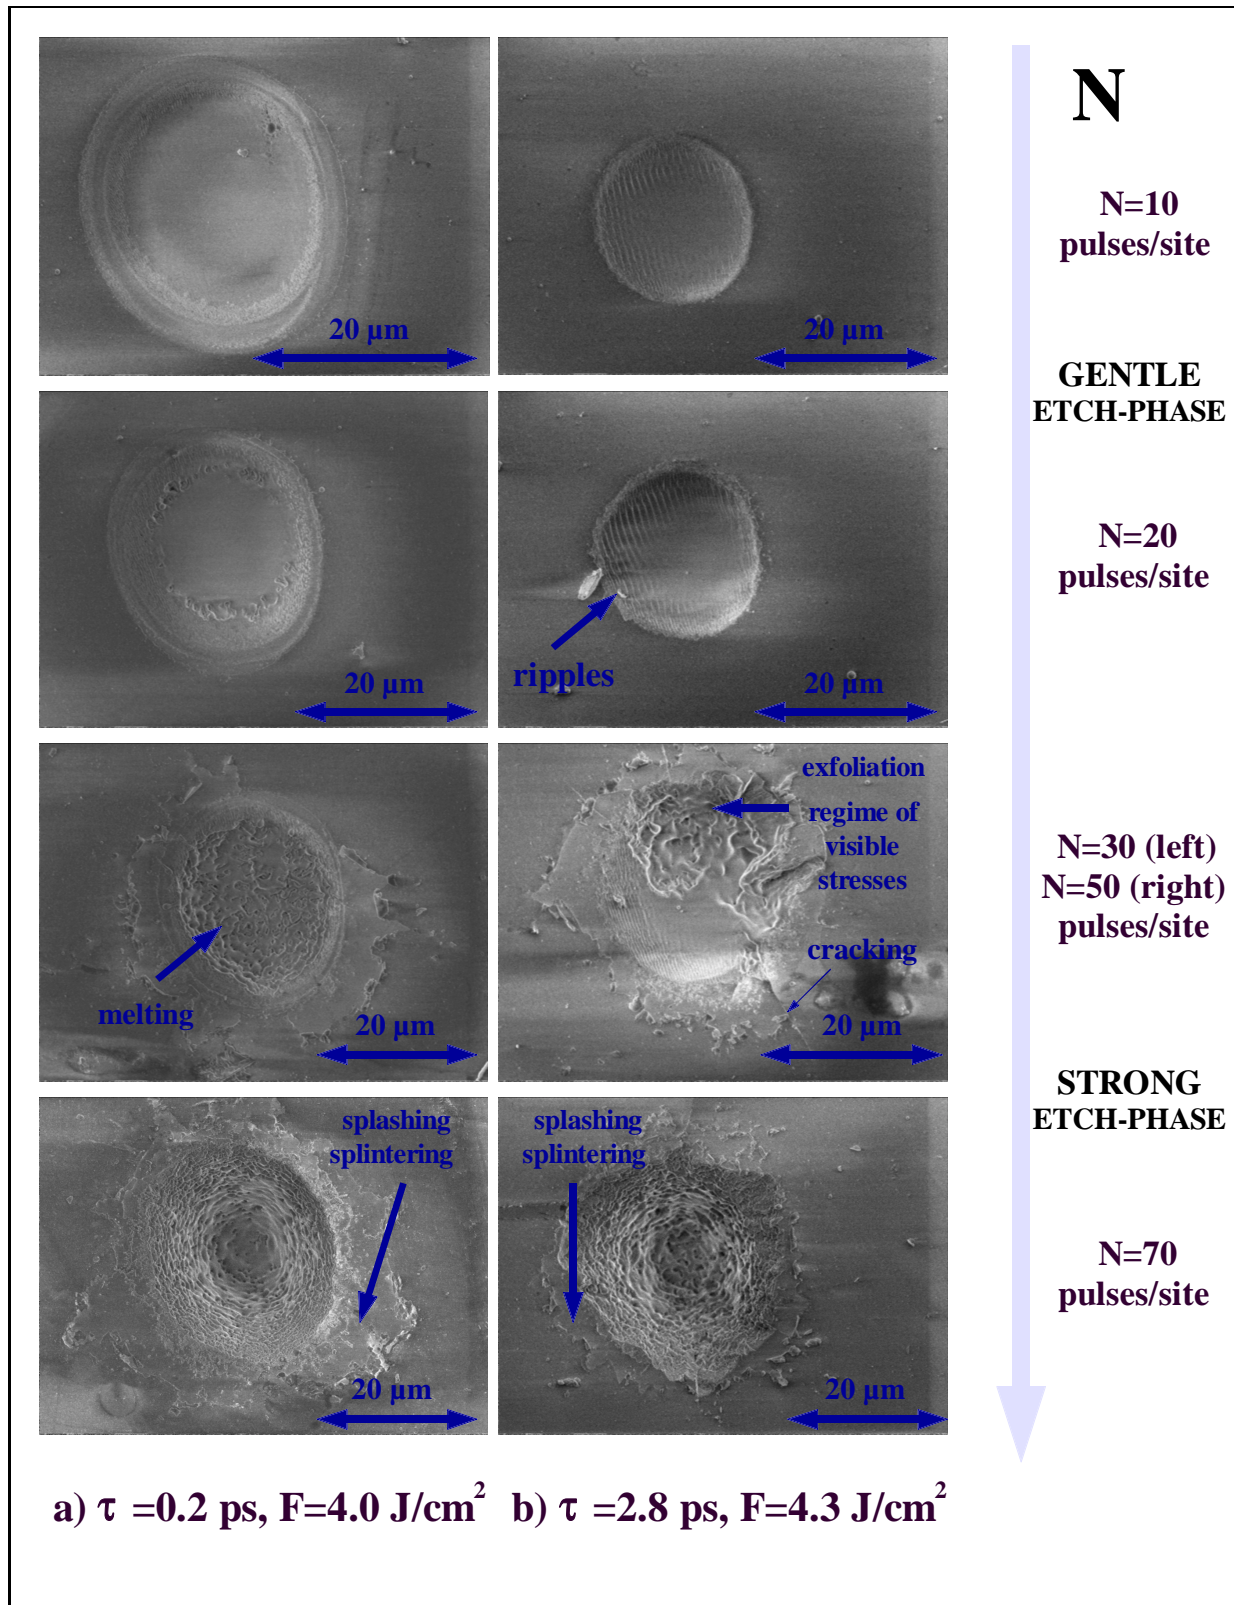 N
N=10
pulses/site
20 µm
20 µm
GENTLE
ETCH-PHASE
N=20
pulses/site
ripples
20 µm
20 µm
exfoliation
regime of
visible
stresses
N=30 (left)
N=50 (right)
pulses/site
cracking
melting
20 µm
20 µm
STRONG
ETCH-PHASE
splashing
splintering
splashing
splintering
N=70
pulses/site
20 µm
20 µm
a) τ =0.2 ps, F=4.0 J/cm²
b) τ =2.8 ps, F=4.3 J/cm²